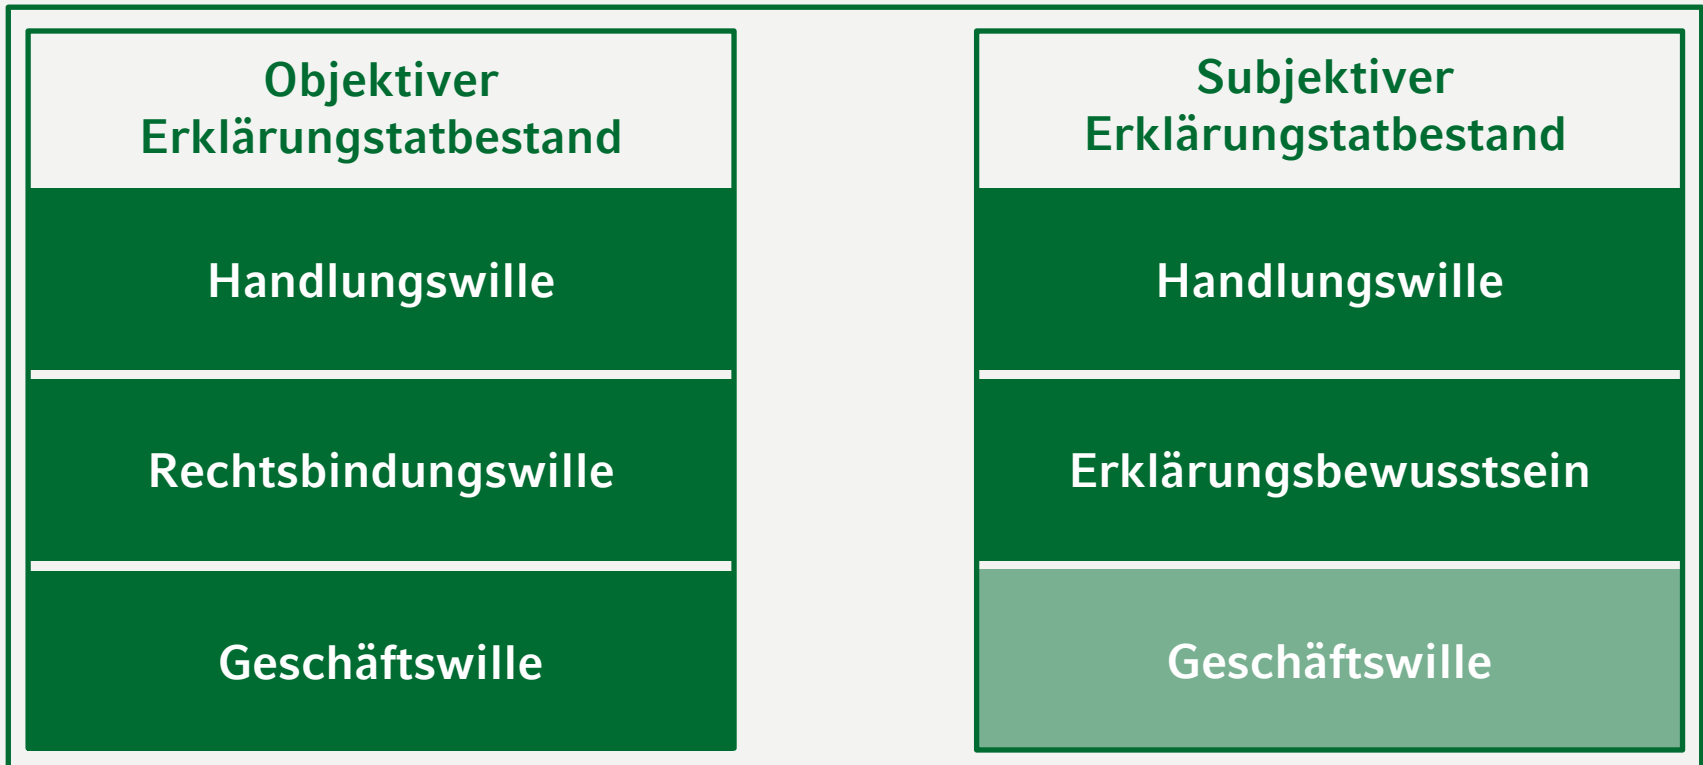 Objektiver
Erklärungstatbestand
Handlungswille
Rechtsbindungswille
Geschäftswille
Subjektiver
Erklärungstatbestand
Handlungswille
Erklärungsbewusstsein
Geschäftswille